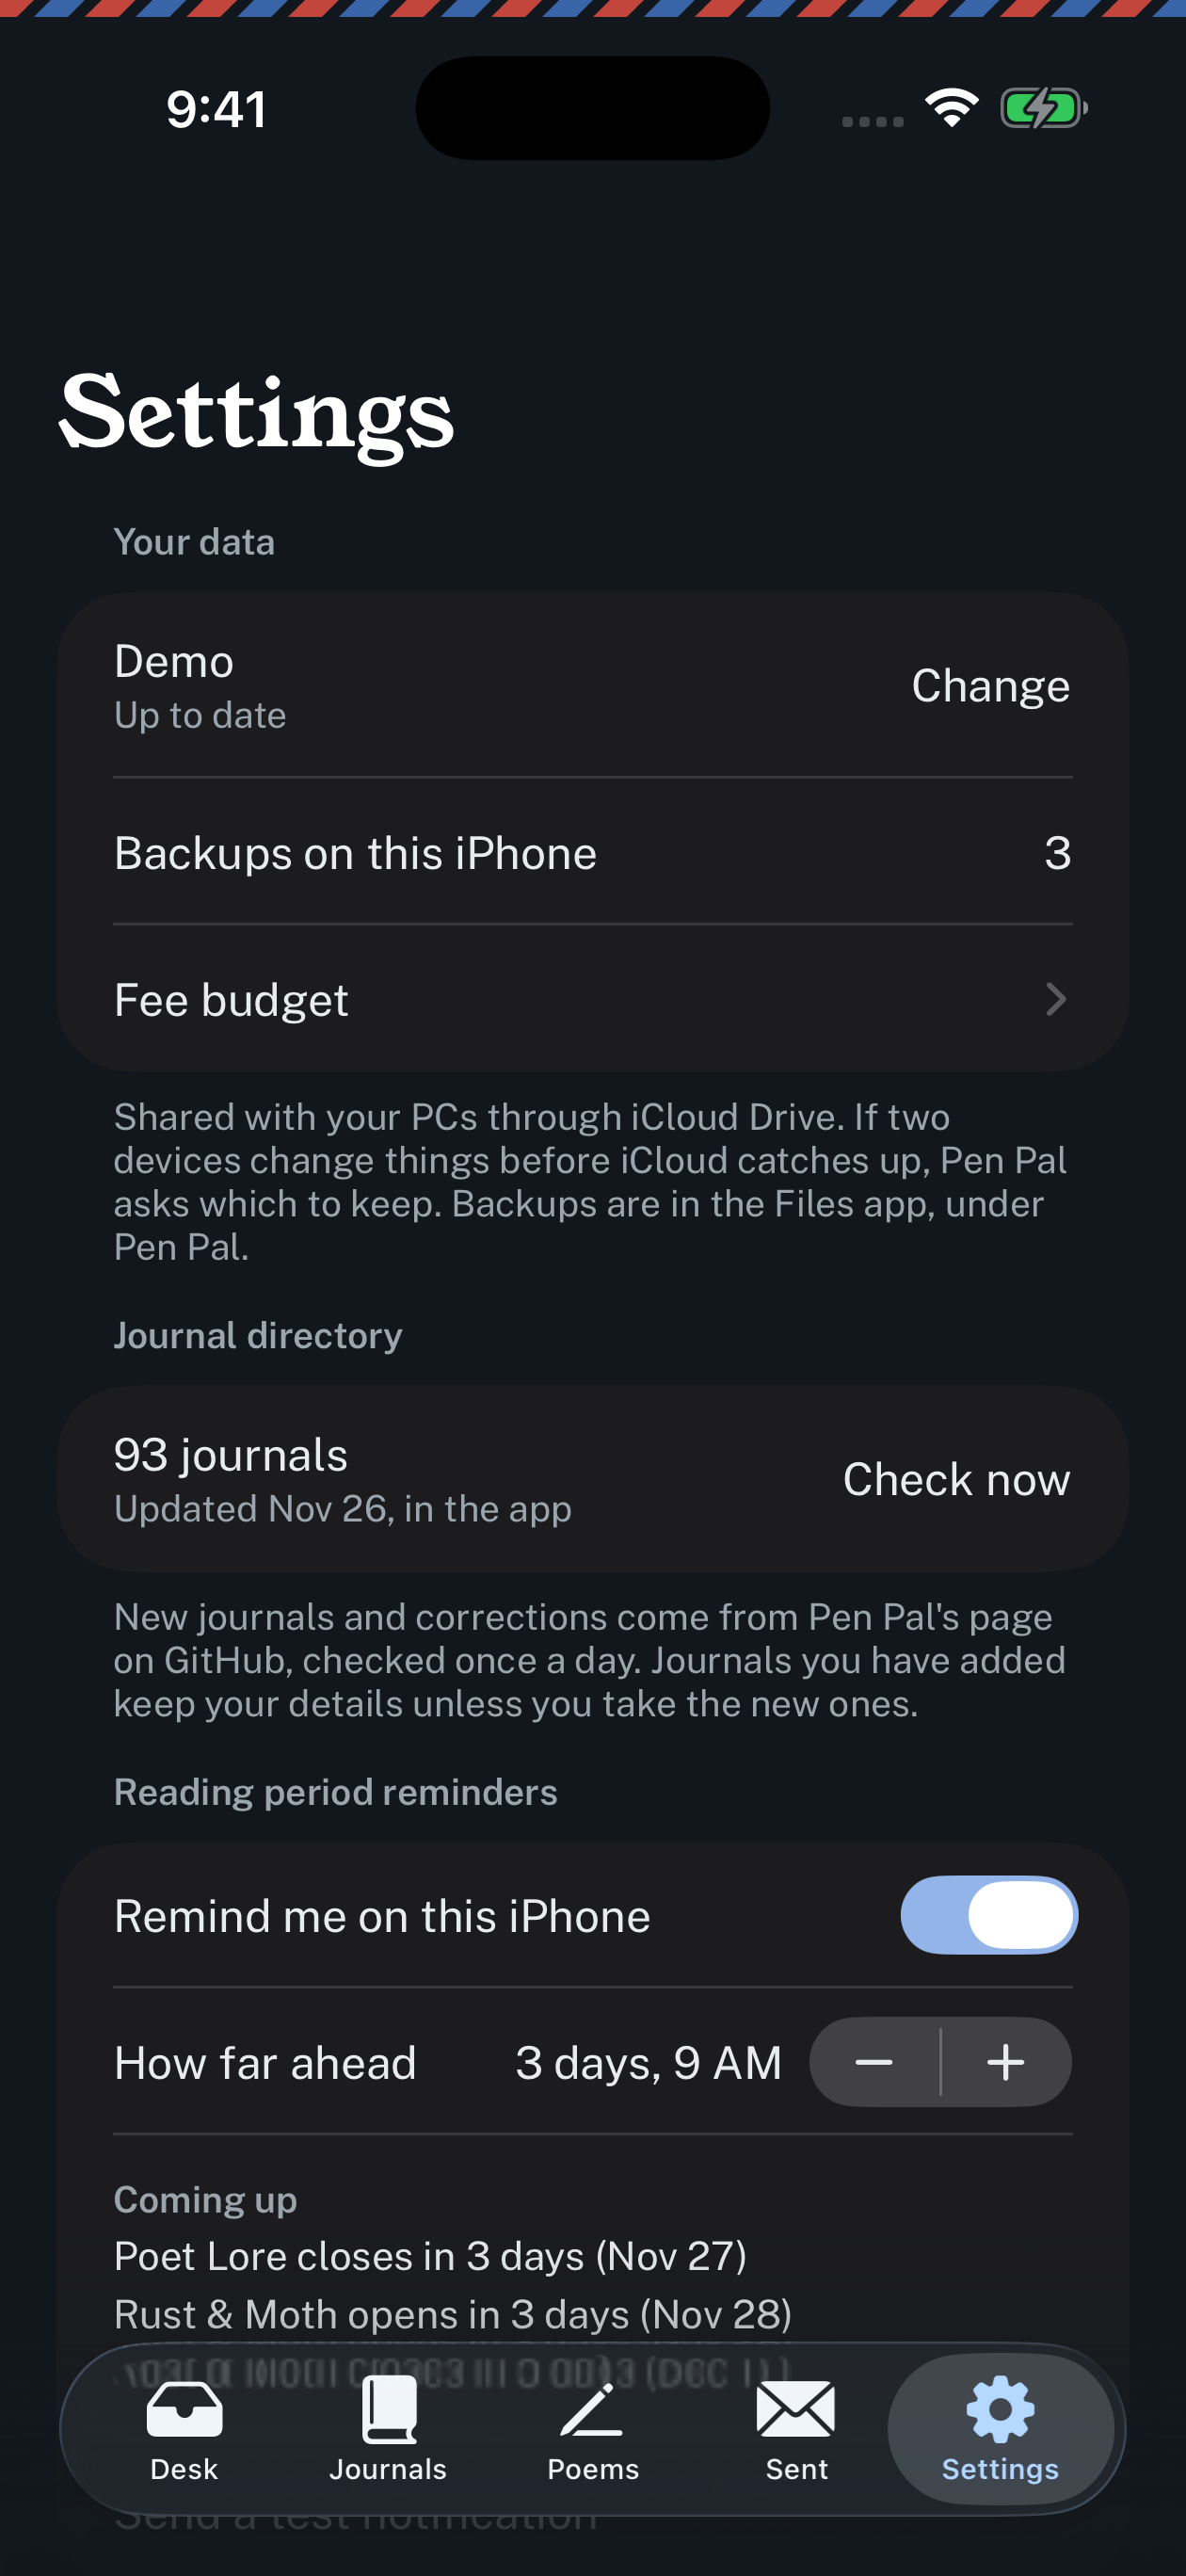 9:41
Settings
Your data
Demo
Up to date
Change
Backups on this iPhone
3
Fee budget
Shared with your PCs through iCloud Drive. If two
devices change things before iCloud catches up, Pen Pal
asks which to keep. Backups are in the Files app, under
Pen Pal.
Journal directory
93 journals
Updated Nov 26, in the app
Check now
New journals and corrections come from Pen Pal's page
on GitHub, checked once a day. Journals you have added
keep your details unless you take the new ones.
Reading period reminders
Remind me on this iPhone
How far ahead
3 days, 9 AM
Coming up
Poet Lore closes in 3 days (Nov 27)
Rust & Moth opens in 3 days (Nov 28)
Desk
Journals
Poems
Sent
Settings
Send a test notification